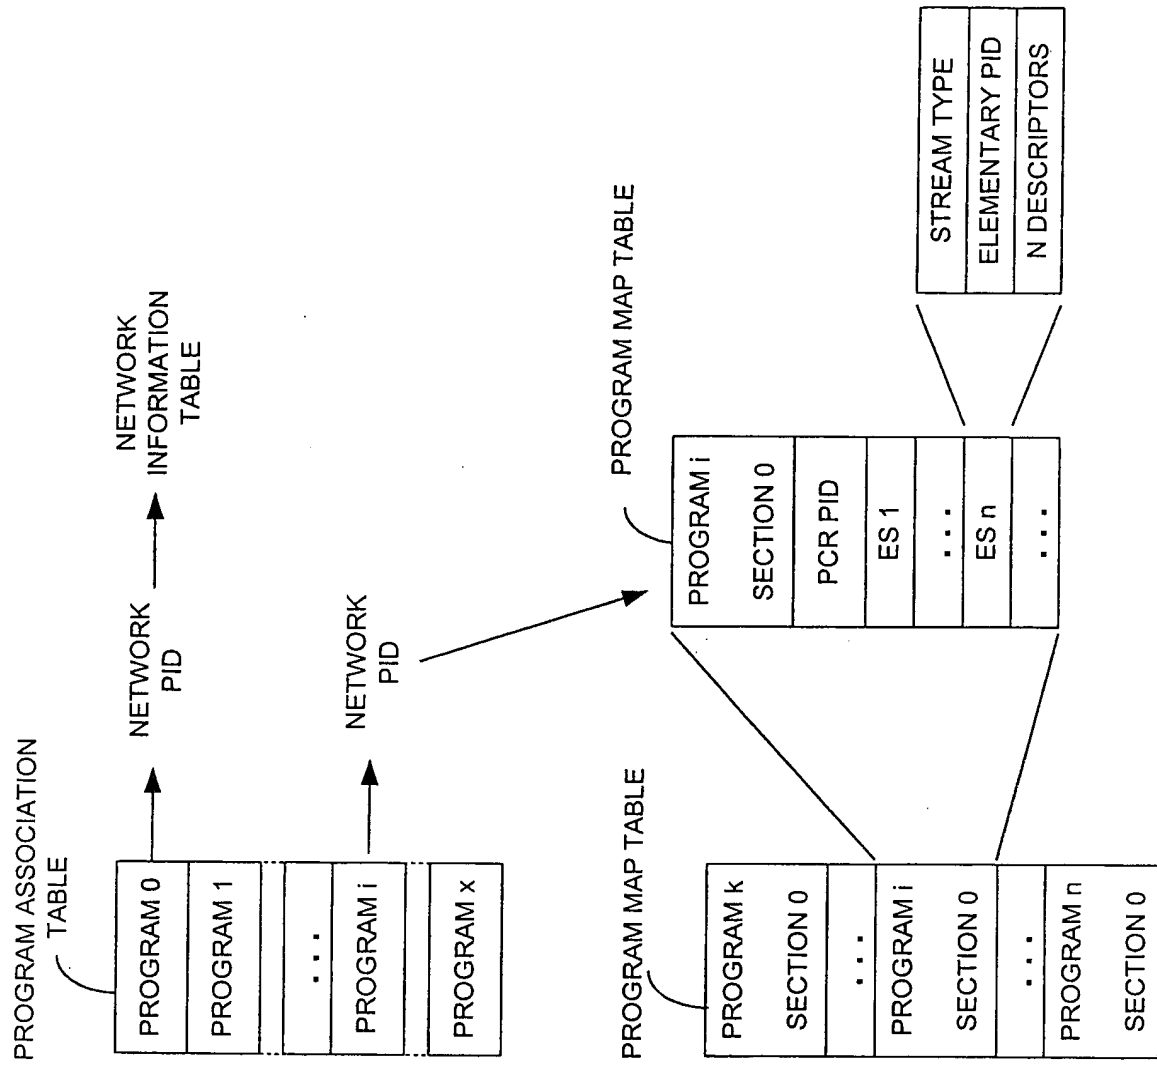 PROGRAM ASSOCIATION
TABLE
PROGRAM 0
PROGRAM 1
...
PROGRAM i
PROGRAM x
NETWORK
PID
NETWORK
INFORMATION
TABLE
NETWORK
PID
PROGRAM MAP TABLE
PROGRAM k
SECTION 0
...
PROGRAM i
SECTION 0
...
PROGRAM n
SECTION 0
PROGRAM MAP TABLE
PROGRAM i
SECTION 0
PCR PID
ES 1
...
ES n
...
STREAM TYPE
ELEMENTARY PID
N DESCRIPTORS